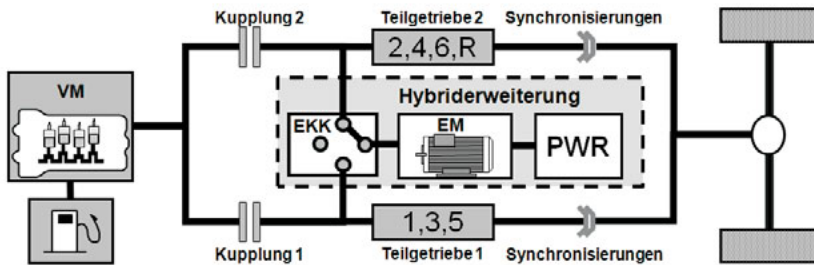 Kupplung 2
Teilgetriebe 2
Synchronisierungen
2,4,6,R
VM
Hybriderweiterung
EKK
EM
PWR
1,3,5
Kupplung 1
Teilgetriebe 1
Synchronisierungen